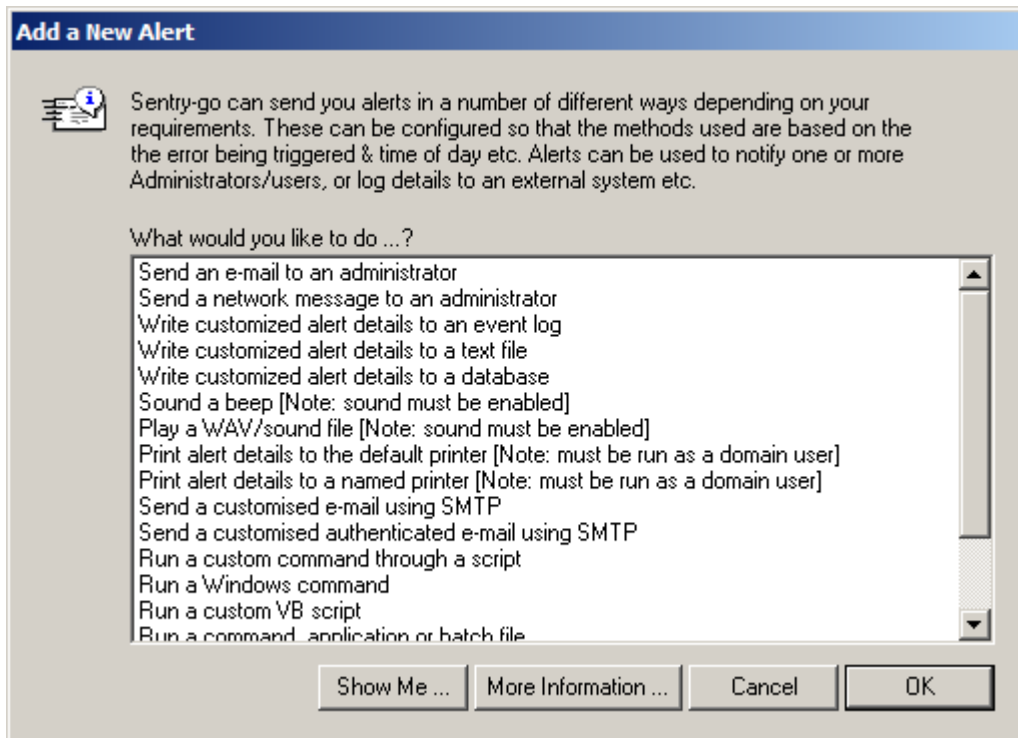 Add a New Alert
Sentry-go can send you alerts in a number of different ways depending on your
requirements. These can be configured so that the methods used are based on the
the error being triggered & time of day etc. Alerts can be used to notify one or more
Administrators/users, or log details to an external system etc.
What would you like to do ...?
Send an e-mail to an administrator
Send a network message to an administrator
Write customized alert details to an event log
Write customized alert details to a text file
Write customized alert details to a database
Sound a beep [Note: sound must be enabled]
Play a WAV/sound file [Note: sound must be enabled]
Print alert details to the default printer [Note: must be run as a domain user]
Print alert details to a named printer [Note: must be run as a domain user]
Send a customised e-mail using SMTP
Send a customised authenticated e-mail using SMTP
Run a custom command through a script
Run a Windows command
Run a custom VB script
Run a command, application or batch file
Show Me ... More Information ... Cancel OK